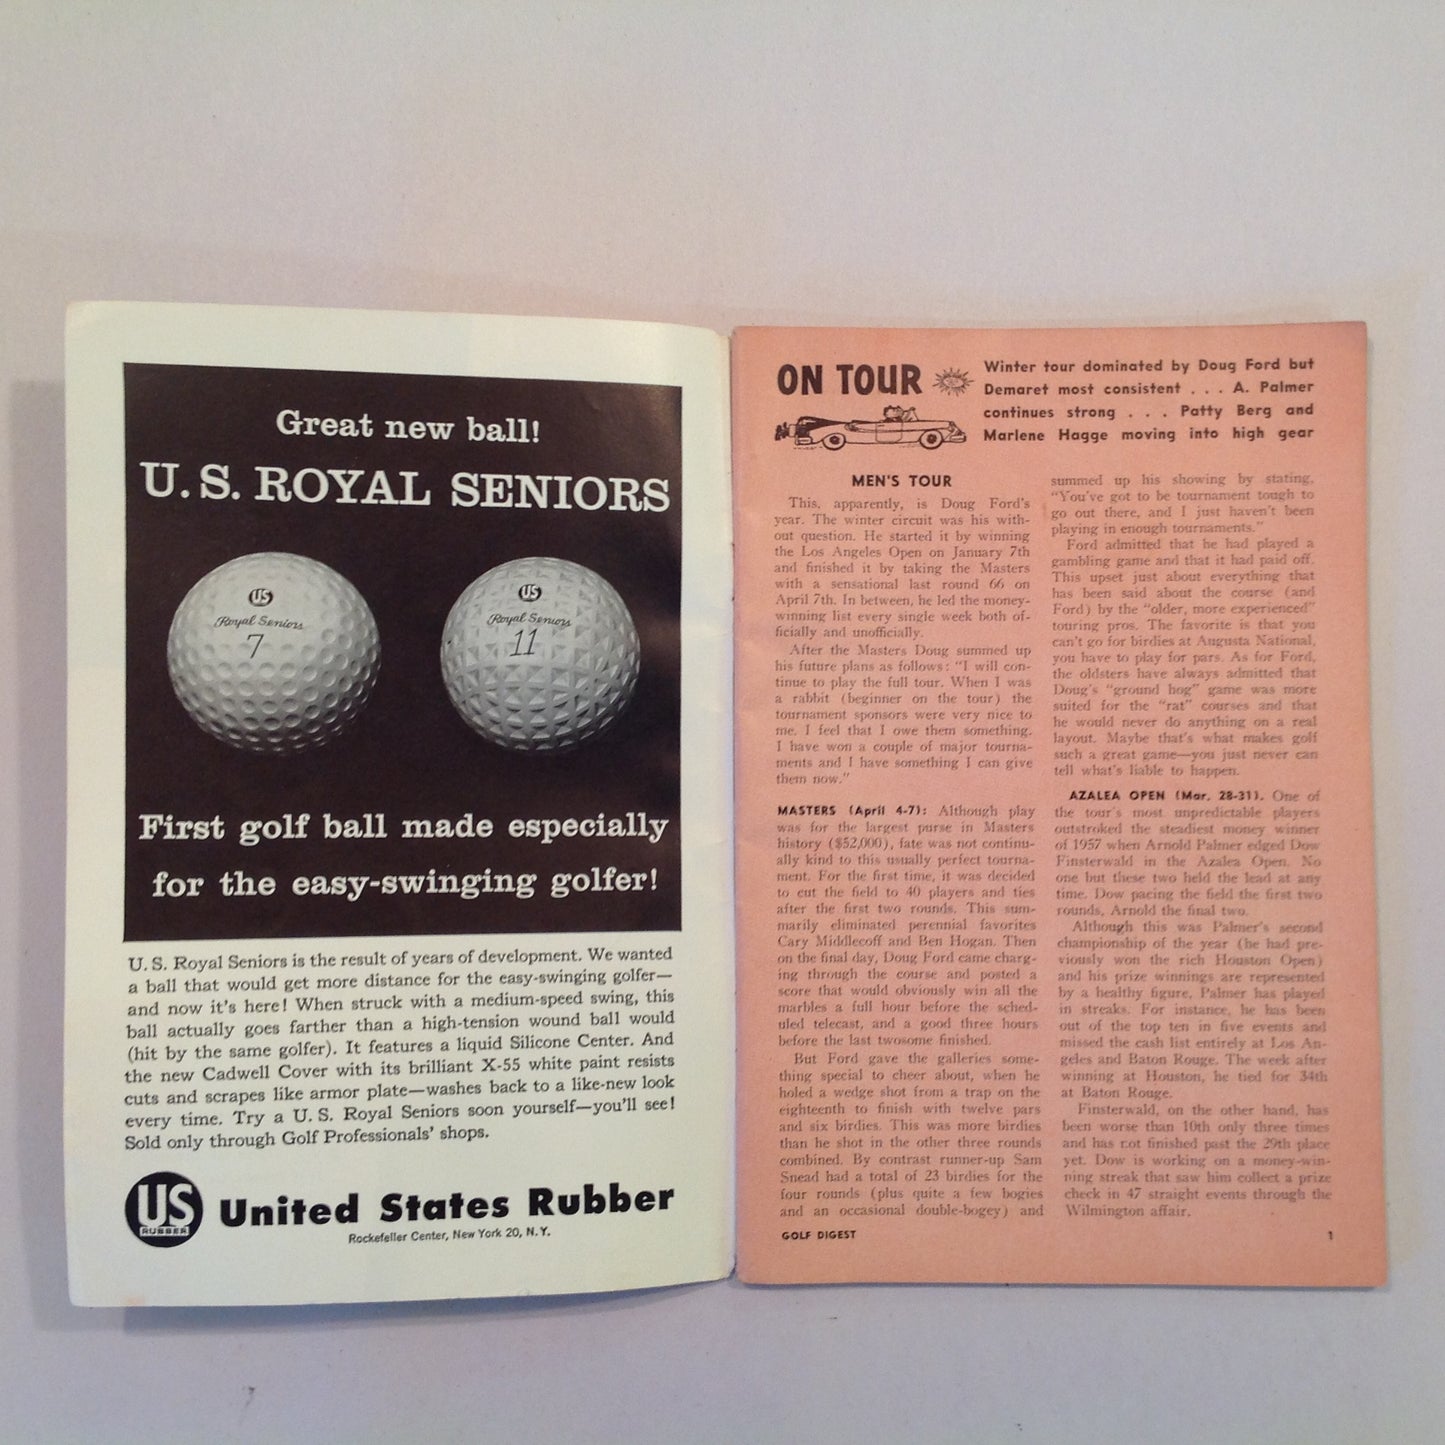 Great new ball!
U.S. ROYAL SENIORS
US
Royal Seniors
7
US
Royal Seniors
11
First golf ball made especially
for the easy-swinging golfer!
U. S. Royal Seniors is the result of years of development. We wanted
a ball that would get more distance for the easy-swinging golfer—
and now it's here! When struck with a medium-speed swing, this
ball actually goes farther than a high-tension wound ball would
(hit by the same golfer). It features a liquid Silicone Center. And
the new Cadwell Cover with its brilliant X-55 white paint resists
cuts and scrapes like armor plate—washes back to a like-new look
every time. Try a U. S. Royal Seniors soon yourself—you'll see!
Sold only through Golf Professionals' shops.
US
RUBBER
United States Rubber
Rockefeller Center, New York 20, N. Y.
ON TOUR
Winter tour dominated by Doug Ford but
Demaret most consistent . . . A. Palmer
continues strong . . . Patty Berg and
Marlene Hagge moving into high gear
MEN'S TOUR
This, apparently, is Doug Ford's
year. The winter circuit was his with-
out question. He started it by winning
the Los Angeles Open on January 7th
and finished it by taking the Masters
with a sensational last round 66 on
April 7th. In between, he led the money-
winning list every single week both of-
ficially and unofficially.
After the Masters Doug summed up
his future plans as follows: "I will con-
tinue to play the full tour. When I was
a rabbit (beginner on the tour) the
tournament sponsors were very nice to
me. I feel that I owe them something.
I have won a couple of major tourna-
ments and I have something I can give
them now."
MASTERS (April 4-7): Although play
was for the largest purse in Masters
history ($52,000), fate was not continu-
ally kind to this usually perfect tourna-
ment. For the first time, it was decided
to cut the field to 40 players and ties
after the first two rounds. This sum-
marily eliminated perennial favorites
Cary Middlecoff and Ben Hogan. Then
on the final day, Doug Ford came charg-
ing through the course and posted a
score that would obviously win all the
marbles a full hour before the sched-
uled telecast, and a good three hours
before the last twosome finished.
But Ford gave the galleries some-
thing special to cheer about, when he
holed a wedge shot from a trap on the
eighteenth to finish with twelve pars
and six birdies. This was more birdies
than he shot in the other three rounds
combined. By contrast runner-up Sam
Snead had a total of 23 birdies for the
four rounds (plus quite a few bogies
and an occasional double-bogey) and
summed up his showing by stating,
"You've got to be tournament tough to
go out there, and I just haven't been
playing in enough tournaments."
Ford admitted that he had played a
gambling game and that it had paid off.
This upset just about everything that
has been said about the course (and
Ford) by the "older, more experienced"
touring pros. The favorite is that you
can't go for birdies at Augusta National,
you have to play for pars. As for Ford,
the oldsters have always admitted that
Doug's "ground hog" game was more
suited for the "rat" courses and that
he would never do anything on a real
layout. Maybe that's what makes golf
such a great game—you just never can
tell what's liable to happen.
AZALEA OPEN (Mar. 28-31). One of
the tour's most unpredictable players
outstroked the steadiest money winner
of 1957 when Arnold Palmer edged Dow
Finsterwald in the Azalea Open. No
one but these two held the lead at any
time. Dow pacing the field the first two
rounds, Arnold the final two.
Although this was Palmer's second
championship of the year (he had pre-
viously won the rich Houston Open)
and his prize winnings are represented
by a healthy figure, Palmer has played
in streaks. For instance, he has been
out of the top ten in five events and
missed the cash list entirely at Los An-
geles and Baton Rouge. The week after
winning at Houston, he tied for 34th
at Baton Rouge.
Finsterwald, on the other hand, has
been worse than 10th only three times
and has not finished past the 29th place
yet. Dow is working on a money-win-
ning streak that saw him collect a prize
check in 47 straight events through the
Wilmington affair.
GOLF DIGEST
1